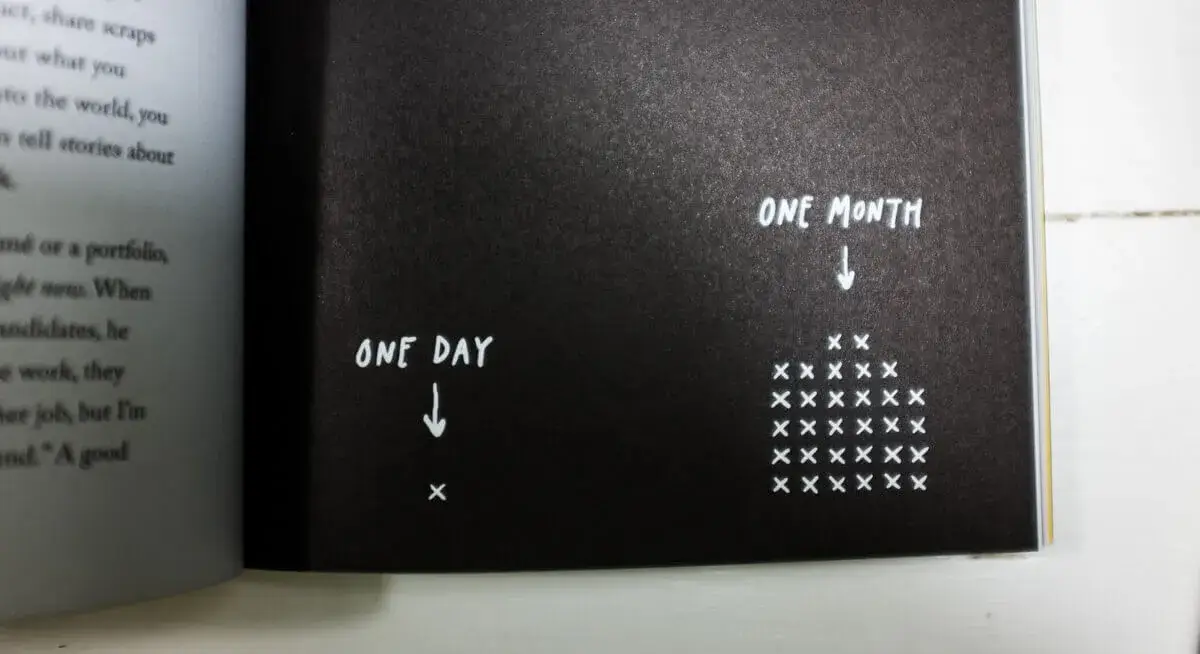 share scraps
what you
the world, you
tell stories about
or a portfolio,
now. When
andidates, he
work, they
job, but I'm
A good
ONE DAY
ONE MONTH